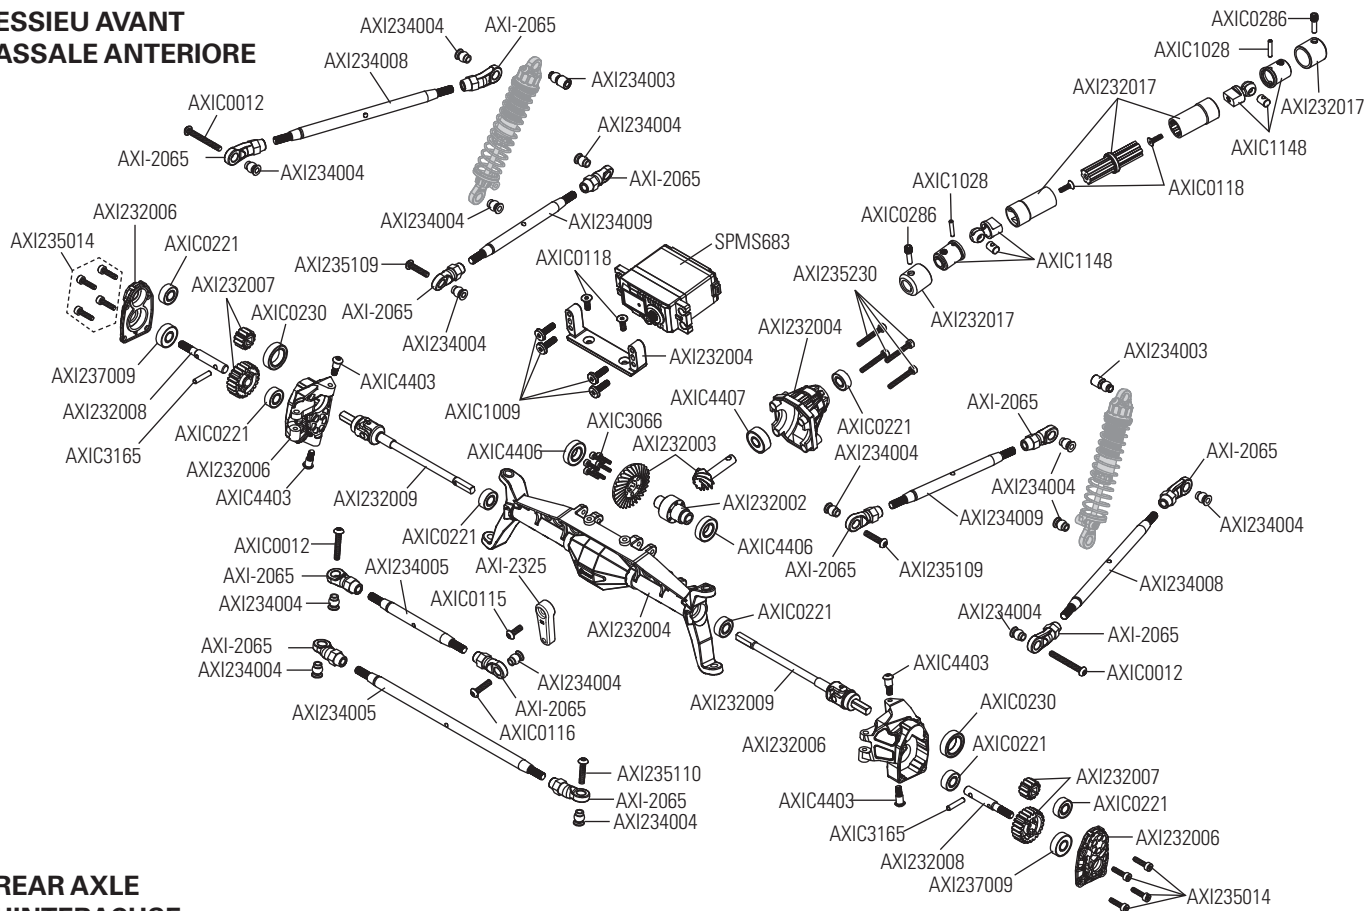 ESSIEU AVANT
ASSALE ANTERIORE
AXI234004
AXI-2065
AXI234008
AXI234003
AXIC0012
AXI234004
AXI-2065
AXI234004
AXI-2065
AXI232006
AXI234004
AXI234009
AXI235014
AXIC0221
SPMS683
AXI235109
AXIC0118
AXI232007
AXIC0230
AXI-2065
AXI234004
AXI232004
AXI235230
AXI232004
AXIC0286
AXIC1028
AXI232017
AXI232017
AXIC1148
AXIC0118
AXIC1028
AXIC0286
AXIC1148
AXI232017
AXI237009
AXI232008
AXIC3165
AXIC0221
AXIC4403
AXI232006
AXIC4403
AXI232009
AXIC1009
AXIC4407
AXIC3066
AXIC4406
AXI232003
AXIC0221
AXI234004
AXI232002
AXIC4406
AXIC0221
AXI-2065
AXI234003
AXI-2065
AXI234004
AXI234009
AXI234004
AXI-2065
AXI235109
AXI234008
AXI234004
AXI-2065
AXIC0012
AXIC0012
AXI-2065
AXI234005
AXI-2325
AXI234004
AXIC0115
AXI232004
AXIC0221
AXI-2065
AXI234004
AXI234004
AXI-2065
AXI234005
AXIC0116
AXI232009
AXIC4403
AXI232006
AXIC0230
AXIC0221
AXI232007
AXIC4403
AXIC0221
AXI235110
AXI-2065
AXI234004
AXIC3165
AXI232008
AXI232006
AXI237009
AXI235014
REAR AXLE